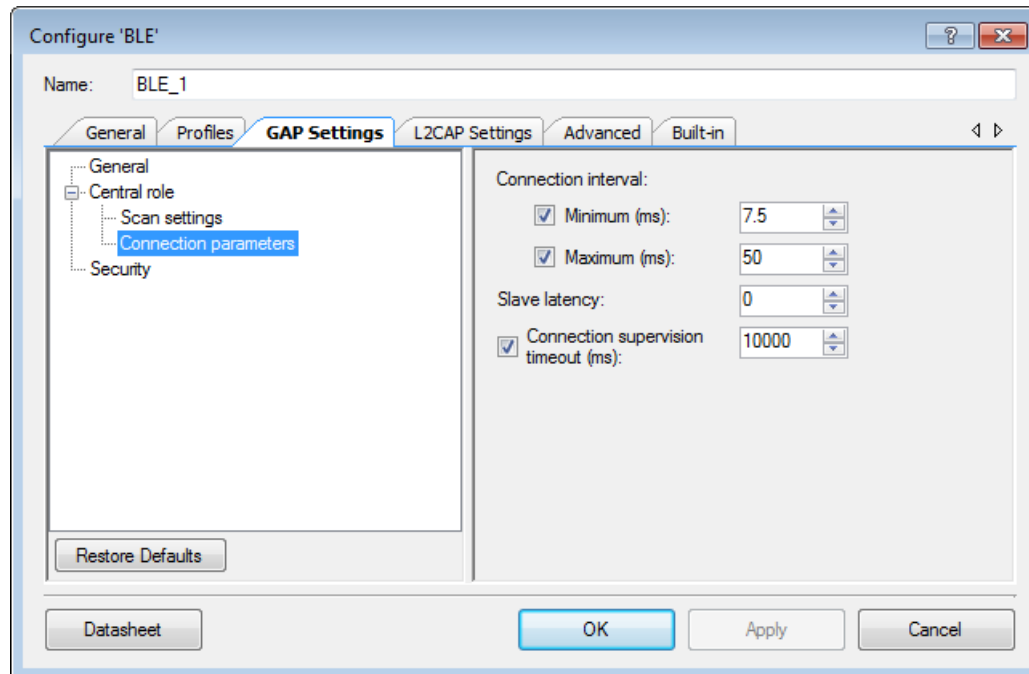 Configure 'BLE'
Name: BLE_1
General Profiles GAP Settings L2CAP Settings Advanced Built-in
General
Central role
Scan settings
Connection parameters
Security
Restore Defaults
Connection interval:
Minimum (ms): 7.5
Maximum (ms): 50
Slave latency: 0
Connection supervision
timeout (ms): 10000
Datasheet OK Apply Cancel